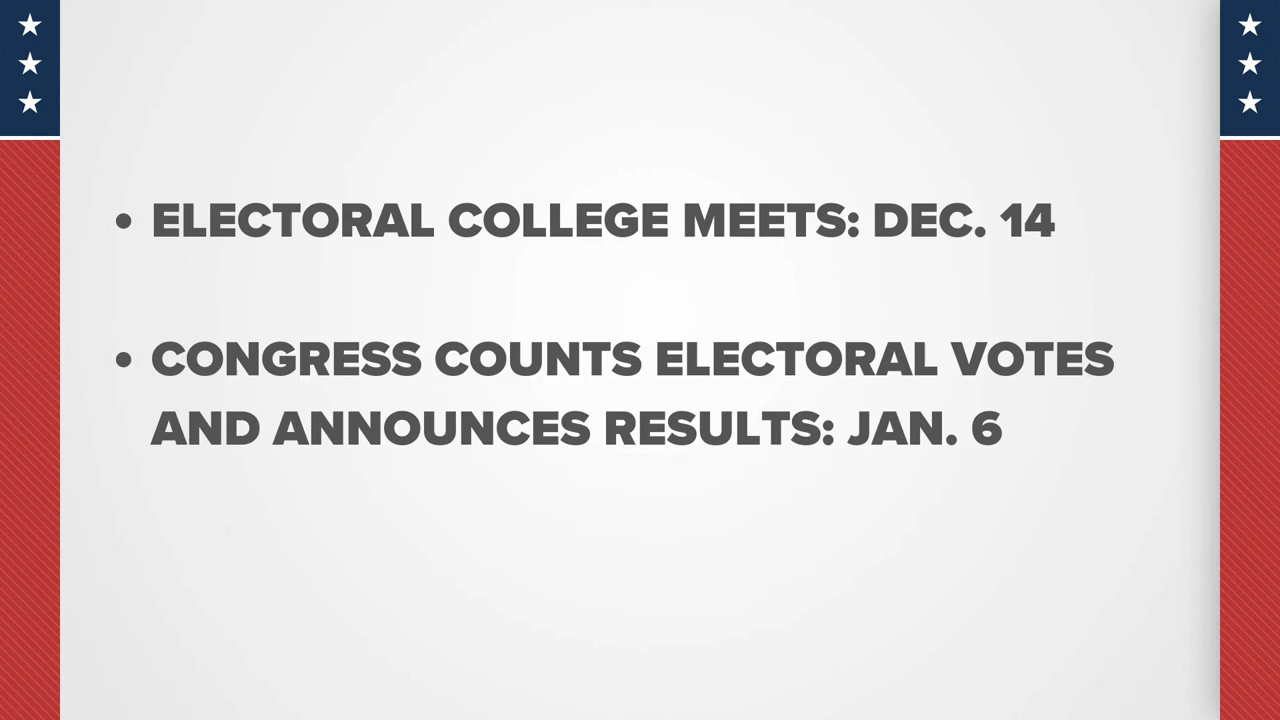 • ELECTORAL COLLEGE MEETS: DEC. 14
• CONGRESS COUNTS ELECTORAL VOTES
AND ANNOUNCES RESULTS: JAN. 6